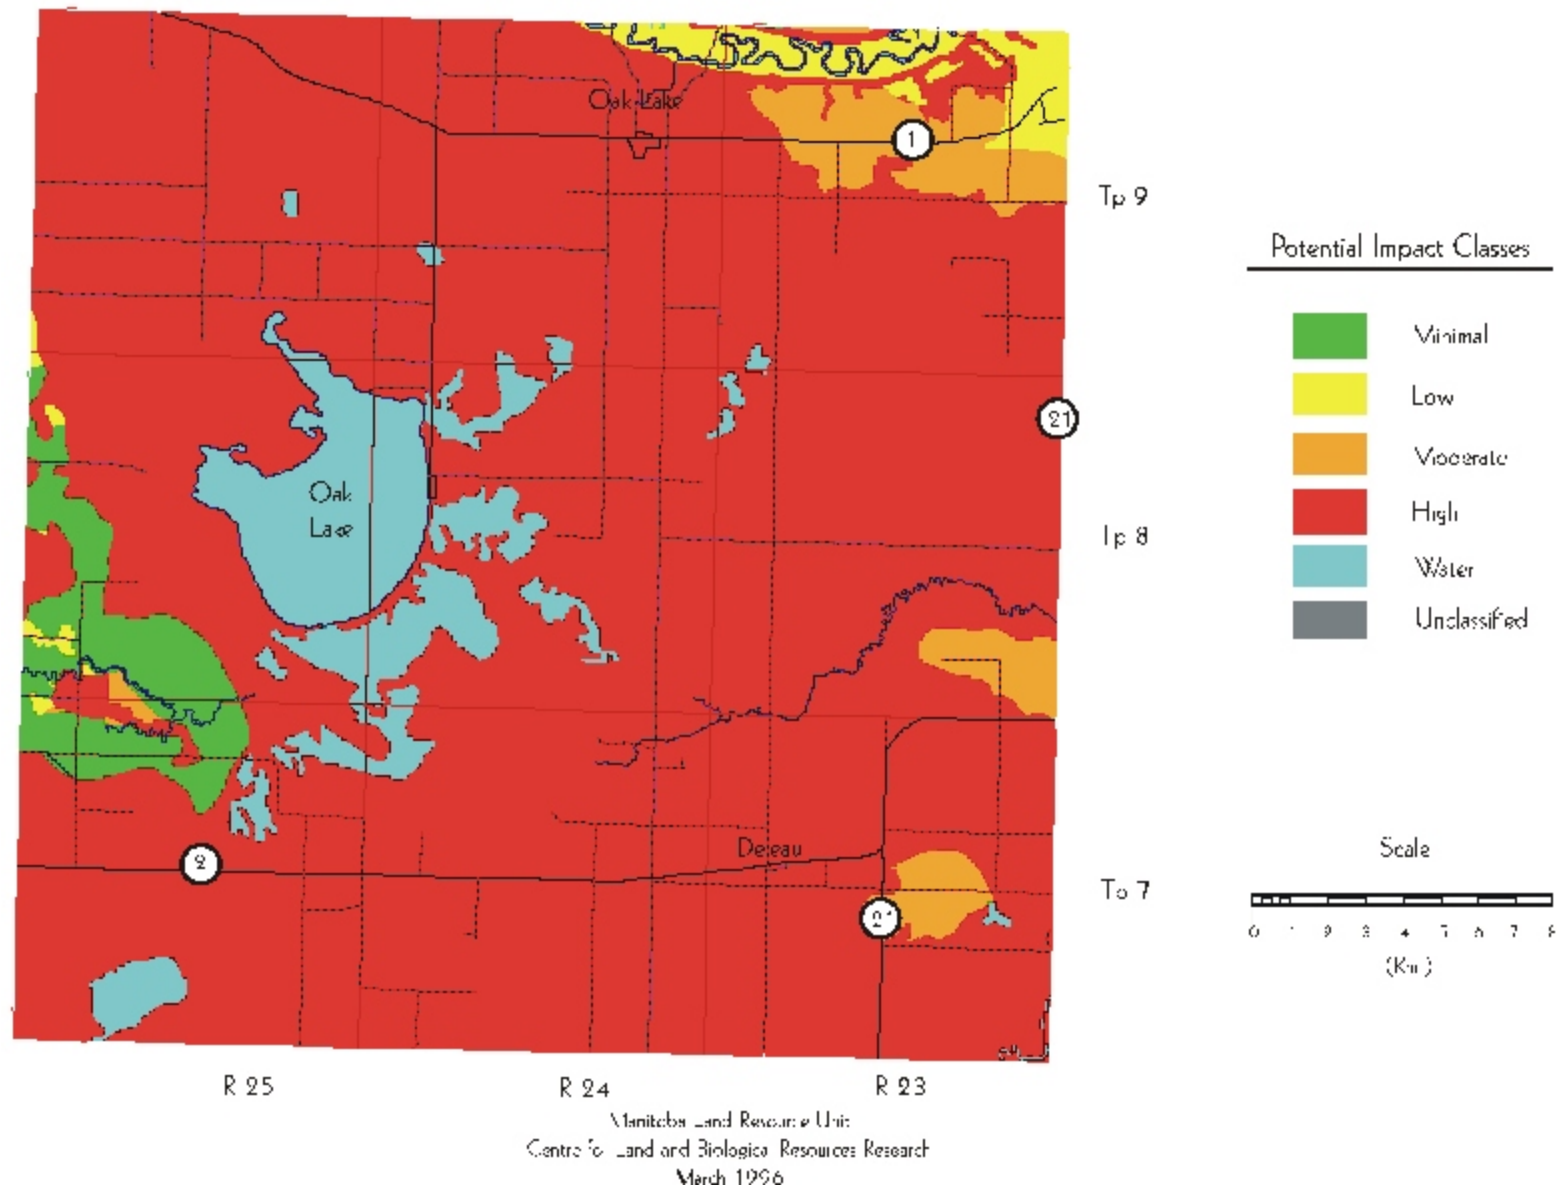 Oak Lake
1
Tp 9
Potential Impact Classes
Minimal
Low
Moderate
High
Water
Unclassified
21
Oak
Lake
Tp 8
2
Deleau
21
Tp 7
Scale
0 1 2 3 4 5 6 7 8
(Km)
R 25
R 24
R 23
Manitoba Land Resource Unit
Centre for Land and Biological Resources Research
March 1996